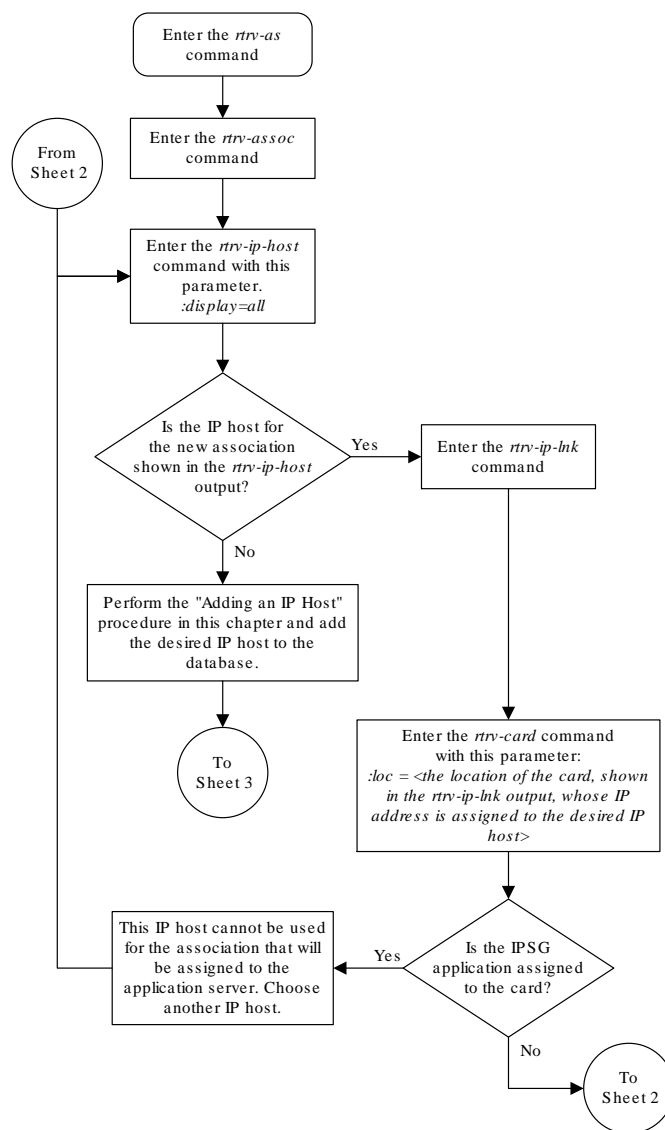 Enter the rtrv-as
command
Enter the rtrv-assoc
command
From
Sheet 2
Enter the rtrv-ip-host
command with this
parameter.
:display=all
Is the IP host for
the new association
shown in the rtrv-ip-host
output?
Yes
Enter the rtrv-ip-lnk
command
No
Perform the "Adding an IP Host"
procedure in this chapter and add
the desired IP host to the
database.
To
Sheet 3
Enter the rtrv-card command
with this parameter:
:loc = <the location of the card, shown
in the rtrv-ip-lnk output, whose IP
address is assigned to the desired IP
host>
This IP host cannot be used
for the association that will
be assigned to the
application server. Choose
another IP host.
Yes
Is the IPSG
application assigned
to the card?
No
To
Sheet 2